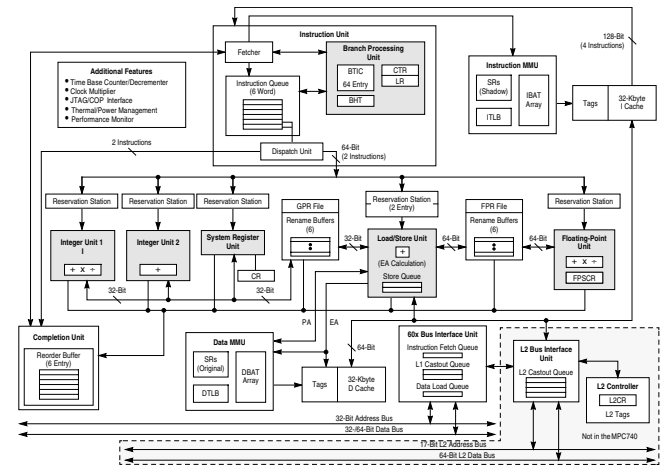 Instruction Unit
Fetcher
Branch Processing
Unit
BTIC
64 Entry
CTR
LR
BHT
Instruction Queue
(6 Word)
Dispatch Unit
128-Bit
(4 Instructions)
Instruction MMU
SRs
(Shadow)
IBAT
Array
ITLB
Tags
32-Kbyte
I Cache
Additional Features
• Time Base Counter/Decrementer
• Clock Multiplier
• JTAG/COP Interface
• Thermal/Power Management
• Performance Monitor
2 Instructions
64-Bit
(2 Instructions)
Reservation Station
Reservation Station
Reservation Station
GPR File
Rename Buffers
(6)
Reservation Station
(2 Entry)
FPR File
Rename Buffers
(6)
Reservation Station
Integer Unit 1
I
+ x ÷
Integer Unit 2
+
System Register
Unit
CR
32-Bit
32-Bit
32-Bit
Load/Store Unit
+
(EA Calculation)
Store Queue
64-Bit
64-Bit
Floating-Point
Unit
+ x ÷
FPSCR
PA
EA
Completion Unit
Reorder Buffer
(6 Entry)
Data MMU
SRs
(Original)
DBAT
Array
DTLB
64-Bit
Tags
32-Kbyte
D Cache
60x Bus Interface Unit
Instruction Fetch Queue
L1 Castout Queue
Data Load Queue
L2 Bus Interface
Unit
L2 Castout Queue
L2 Controller
L2CR
L2 Tags
Not in the MPC740
32-Bit Address Bus
32-/64-Bit Data Bus
17-Bit L2 Address Bus
64-Bit L2 Data Bus